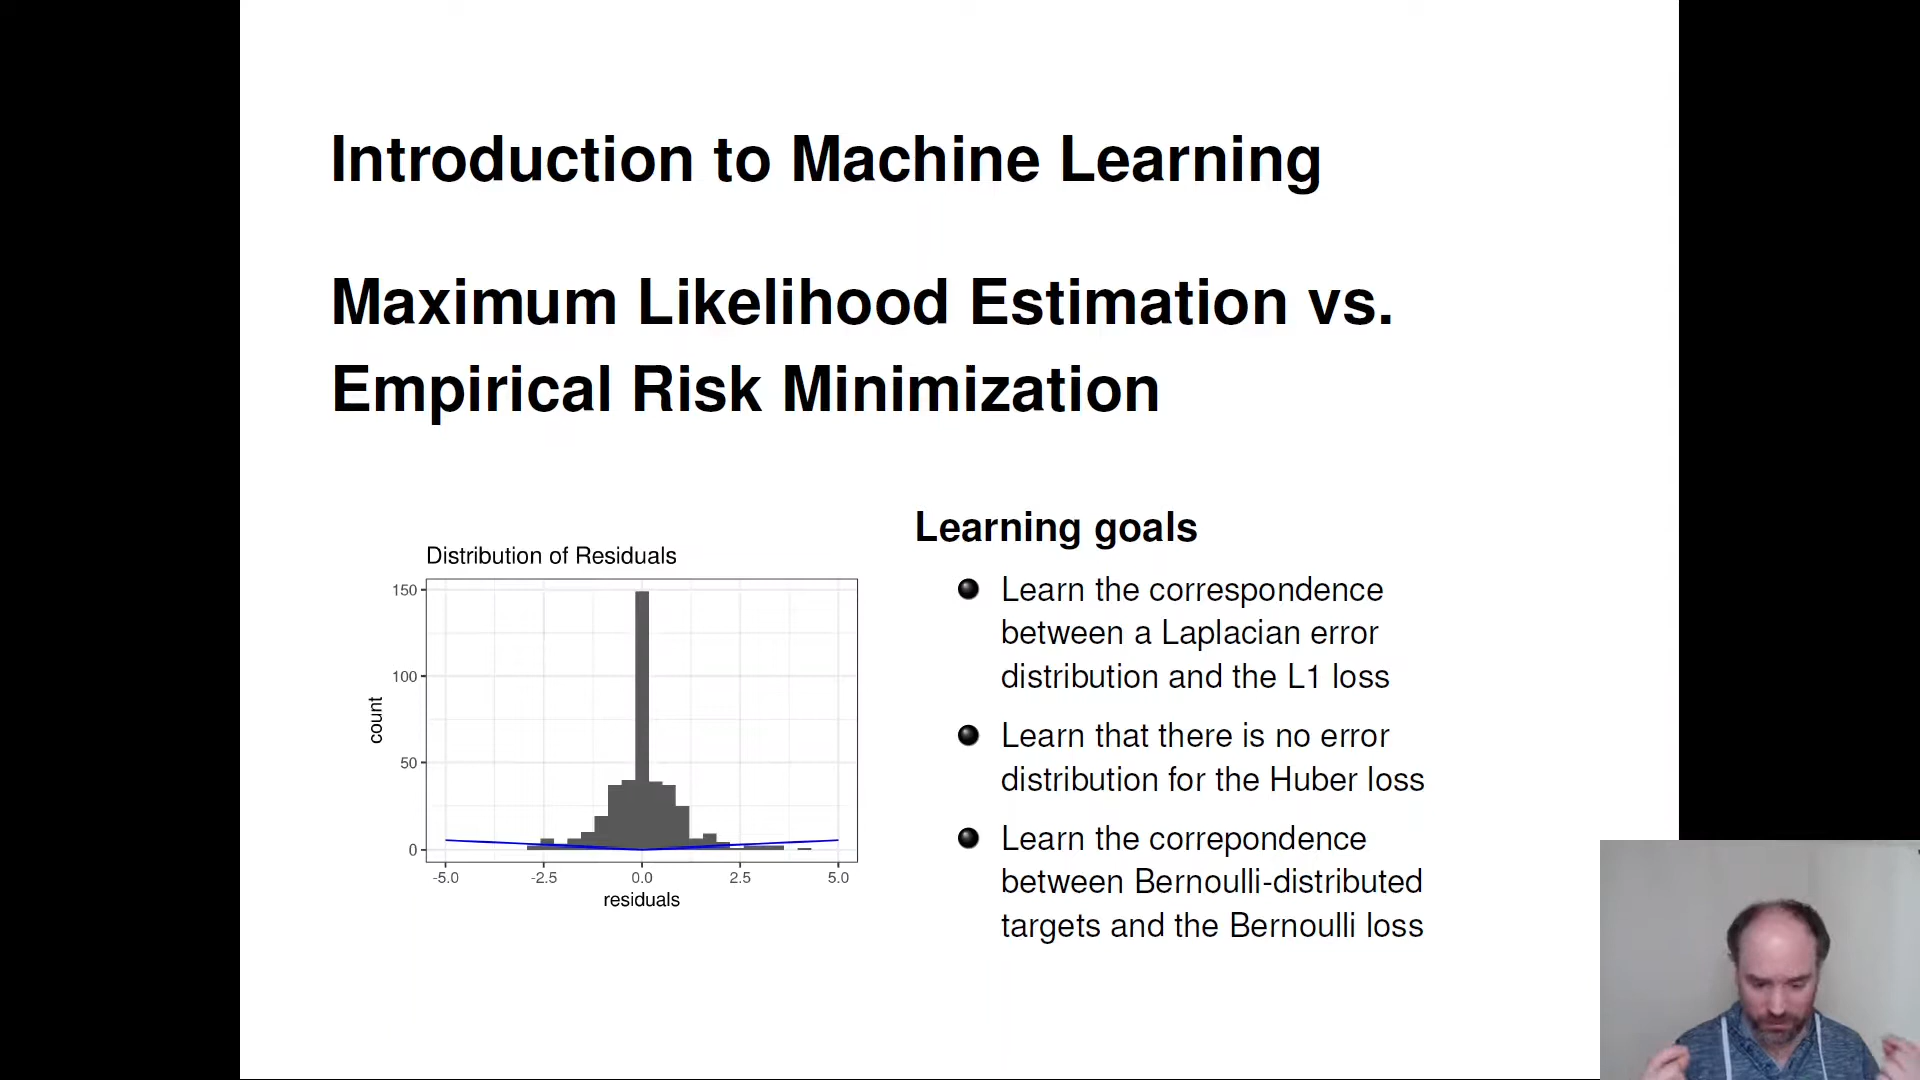 Introduction to Machine Learning
Maximum Likelihood Estimation vs.
Empirical Risk Minimization
Distribution of Residuals
150
100
50
0
count
-5.0 -2.5 0.0 2.5 5.0
residuals
Learning goals
Learn the correspondence
between a Laplacian error
distribution and the L1 loss
Learn that there is no error
distribution for the Huber loss
Learn the correpondence
between Bernoulli-distributed
targets and the Bernoulli loss